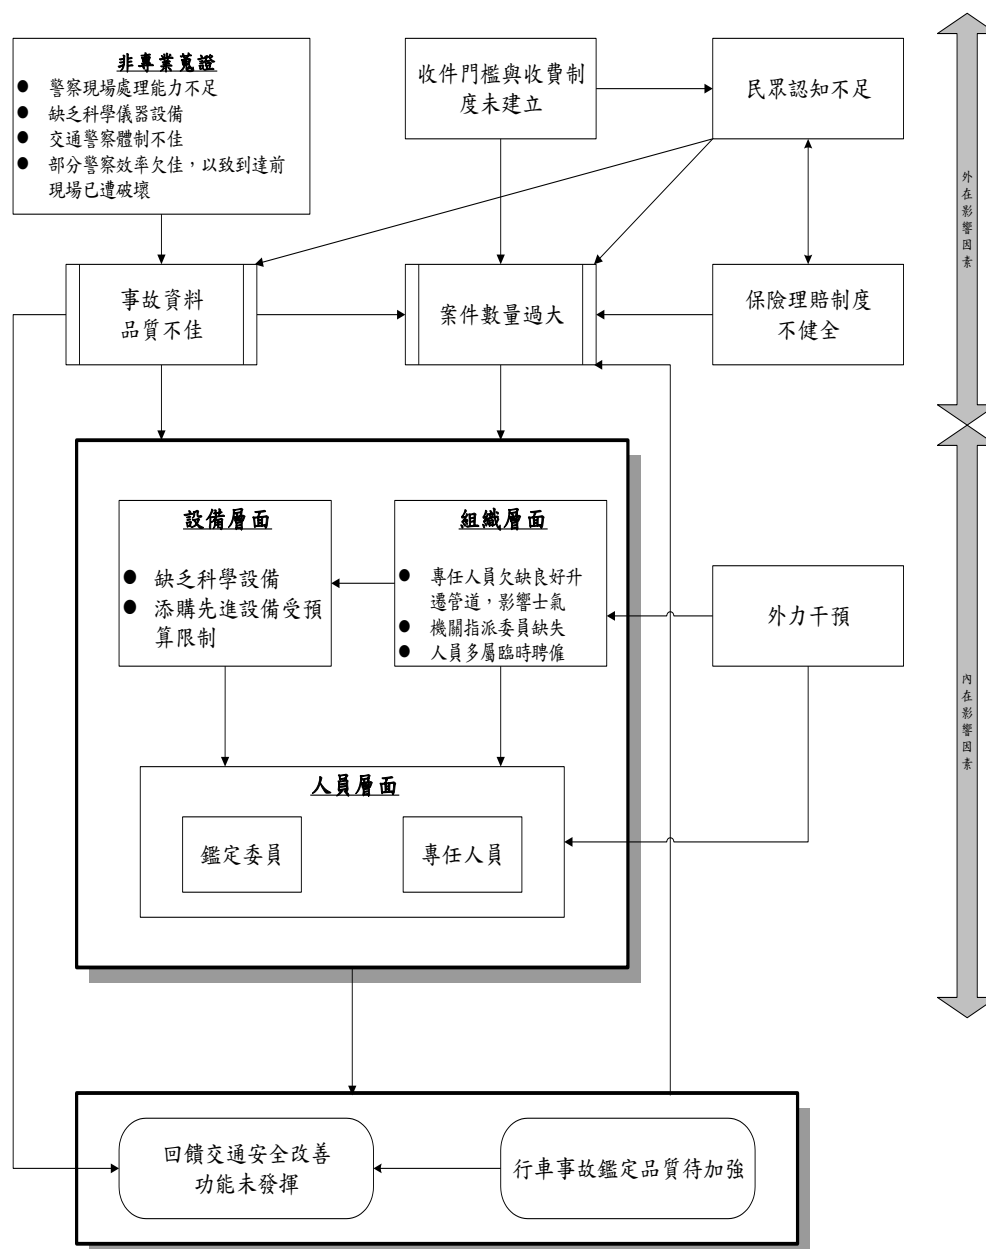 非專業蒐證
● 警察現場處理能力不足
● 缺乏科學儀器設備
● 交通警察體制不佳
● 部分警察效率欠佳，以致到達前
現場已遭破壞
收件門檻與收費制
度未建立
民眾認知不足
外在影響因素
事故資料
品質不佳
案件數量過大
保險理賠制度
不健全
設備層面
● 缺乏科學設備
● 添購先進設備受預
算限制
組織層面
● 專任人員欠缺良好升
遷管道，影響士氣
● 機關指派委員缺失
● 人員多屬臨時聘僱
外力干預
內在影響因素
人員層面
鑑定委員
專任人員
回饋交通安全改善
功能未發揮
行車事故鑑定品質待加強